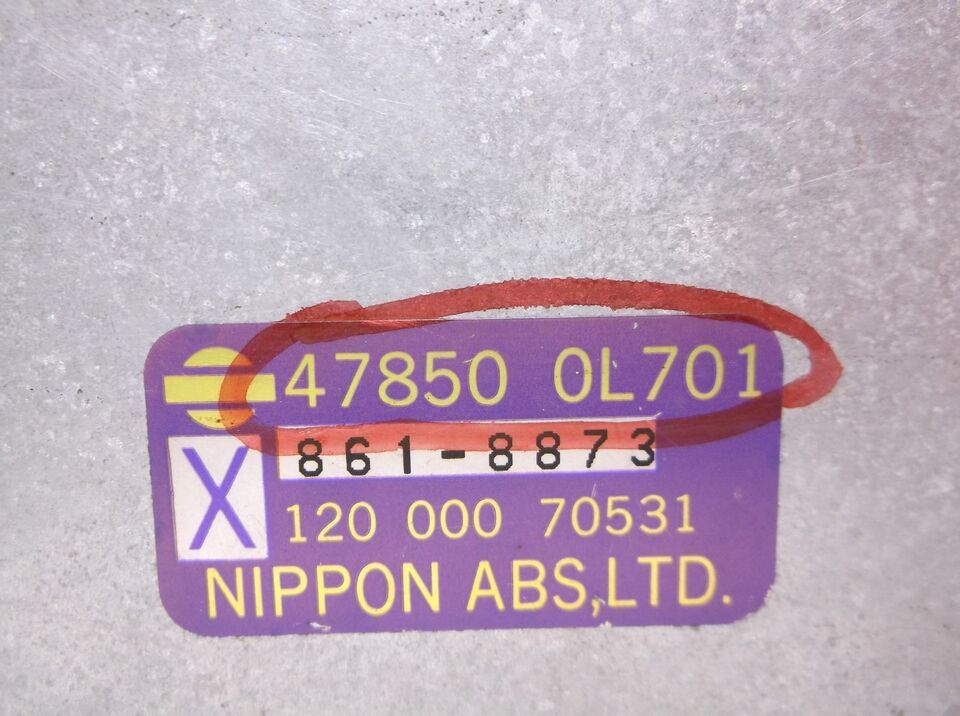 47850 0L701
861-8873
X
120 000 70531
NIPPON ABS,LTD.